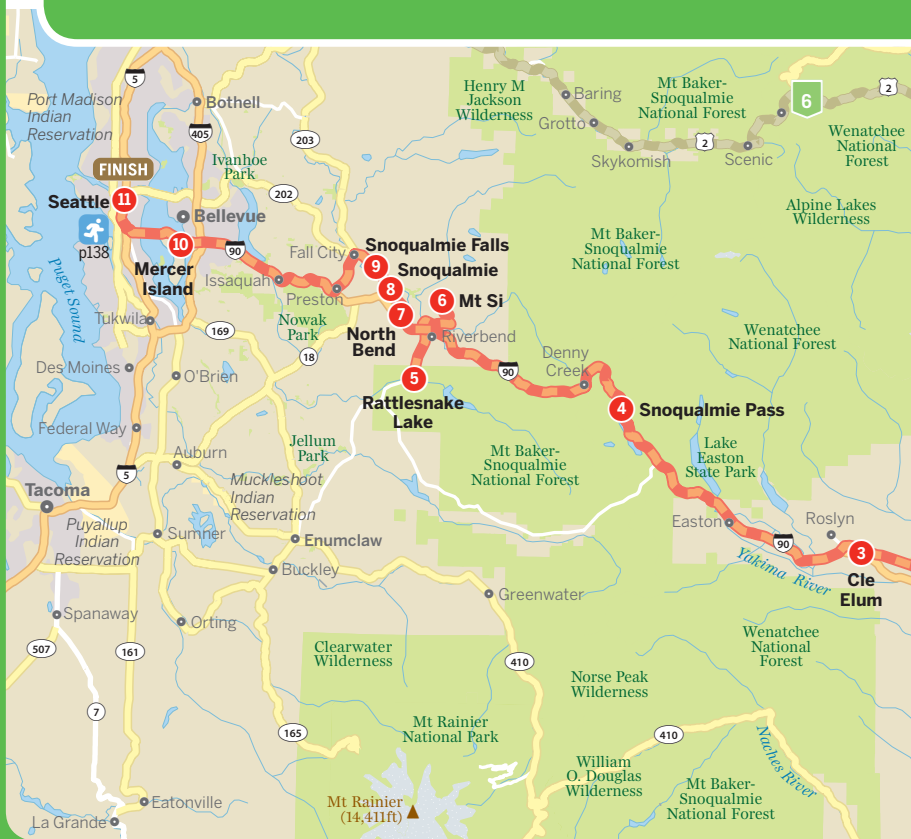 5
Port Madison
Indian
Reservation
Bothell
405
203
Ivanhoe
Park
202
FINISH
Seattle
11
p138
Bellevue
10
Mercer
Island
90
Puget Sound
Henry M
Jackson
Wilderness
Baring
Grotto
Mt Baker-
Snoqualmie
National Forest
6
2
Skykomish
2
Scenic
Wenatchee
National
Forest
Alpine Lakes
Wilderness
Mt Baker-
Snoqualmie
National Forest
Fall City
Snoqualmie Falls
9
Snoqualmie
8
Issaquah
Preston
7
6
Mt Si
North
Bend
Riverbend
Nowak
Park
Tukwila
169
18
Des Moines
O'Brien
5
Rattlesnake
Lake
90
Denny
Creek
Wenatchee
National Forest
4
Snoqualmie Pass
Federal Way
5
Auburn
Jellum
Park
Mt Baker-
Snoqualmie
National Forest
Lake
Easton
State Park
Tacoma
Muckleshoot
Indian
Reservation
Puyallup
Indian
Reservation
Sumner
Enumclaw
Buckley
Easton
90
Roslyn
3
Cle
Elum
Yakima River
Greenwater
Spanaway
Orting
507
161
Clearwater
Wilderness
410
Wenatchee
National
Forest
Norse Peak
Wilderness
7
165
Mt Rainier
National Park
410
Naches River
William
O. Douglas
Wilderness
Mt Baker-
Snoqualmie
National Forest
Eatonville
La Grande
Mt Rainier
(14,411ft)